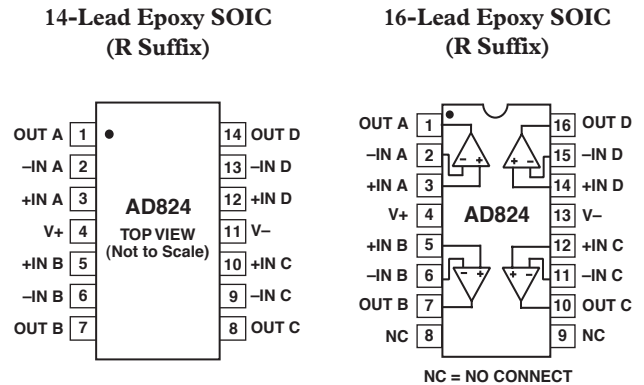 14-Lead Epoxy SOIC
(R Suffix)
OUT A 1 14 OUT D
–IN A 2 13 –IN D
+IN A 3 12 +IN D
V+ 4 11 V–
+IN B 5 10 +IN C
–IN B 6 9 –IN C
OUT B 7 8 OUT C
AD824
TOP VIEW
(Not to Scale)
16-Lead Epoxy SOIC
(R Suffix)
OUT A 1 16 OUT D
–IN A 2 – + + – 15 –IN D
+IN A 3 14 +IN D
V+ 4 AD824 13 V–
+IN B 5 12 +IN C
–IN B 6 – + – + 11 –IN C
OUT B 7 10 OUT C
NC 8 9 NC
NC = NO CONNECT